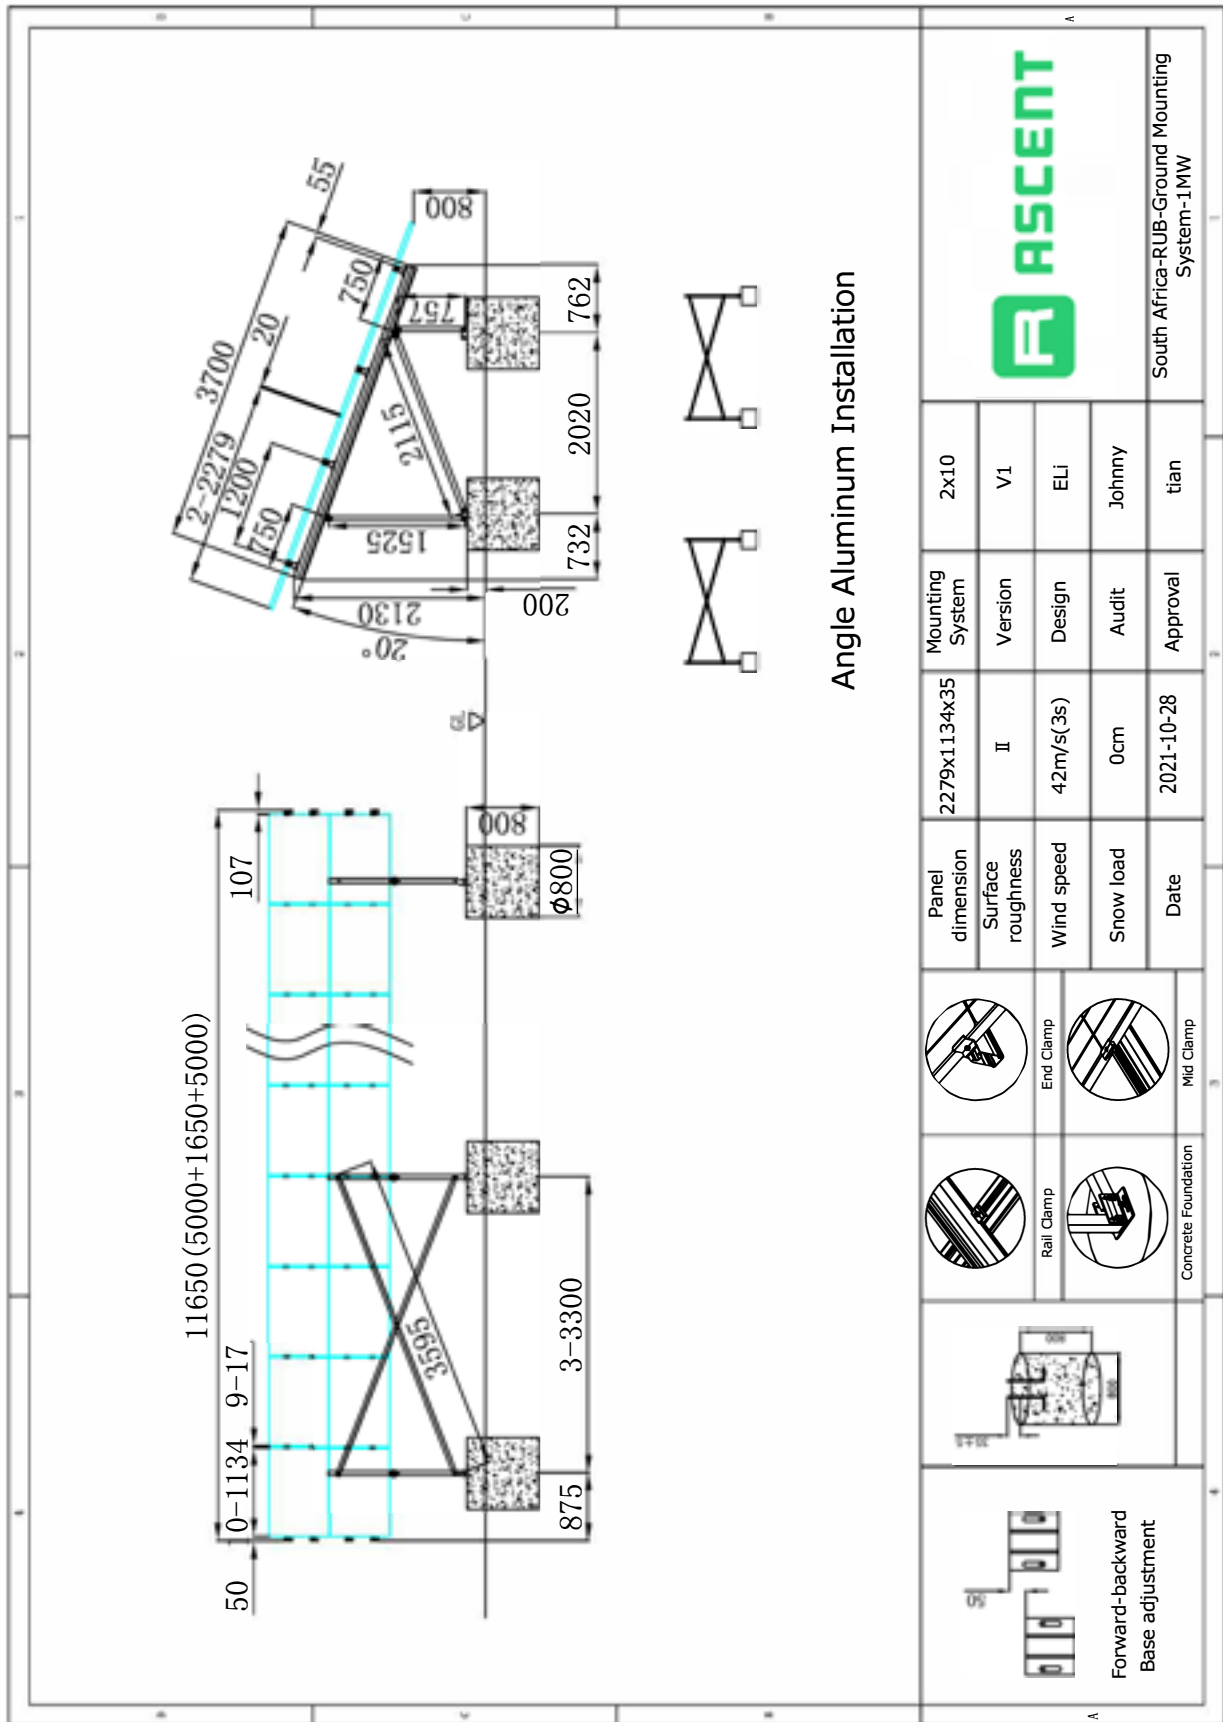 11650(5000+1650+5000)
50
10-1134
9-17
107
3595
875
3-3300
800
ϕ800
GL
3700
2-2279
1200
750
20
55
750
800
757
2115
1525
2130
20°
200
732
2020
762
Angle Aluminum Installation
50
Forward-backward
Base adjustment
800
800
Rail Clamp
End Clamp
Concrete Foundation
Mid Clamp
Panel
dimension
2279x1134x35
Mounting
System
2x10
Surface
roughness
II
Version
V1
Wind speed
42m/s(3s)
Design
ELi
Snow load
0cm
Audit
Johnny
Date
2021-10-28
Approval
tian
R ASCENT
South Africa-RUB-Ground Mounting
System-1MW
A
A